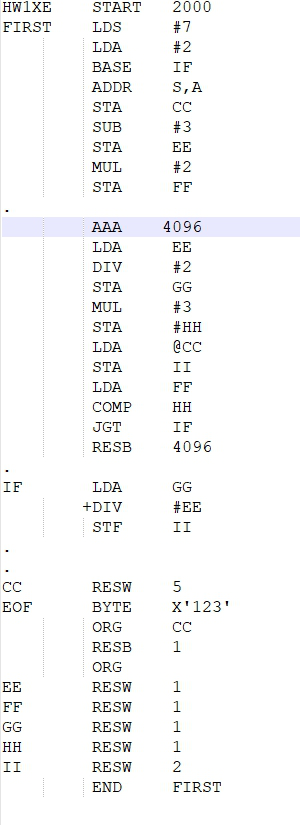 HW1XE START 2000
FIRST LDS #7
LDA #2
BASE IF
ADDR S,A
STA CC
SUB #3
STA EE
MUL #2
STA FF
.
AAA 4096
LDA EE
DIV #2
STA GG
MUL #3
STA #HH
LDA @CC
STA II
LDA FF
COMP HH
JGT IF
RESB 4096
.
IF LDA GG
+DIV #EE
STF II
.
.
CC RESW 5
EOF BYTE X'123'
ORG CC
RESB 1
ORG
EE RESW 1
FF RESW 1
GG RESW 1
HH RESW 1
II RESW 2
END FIRST